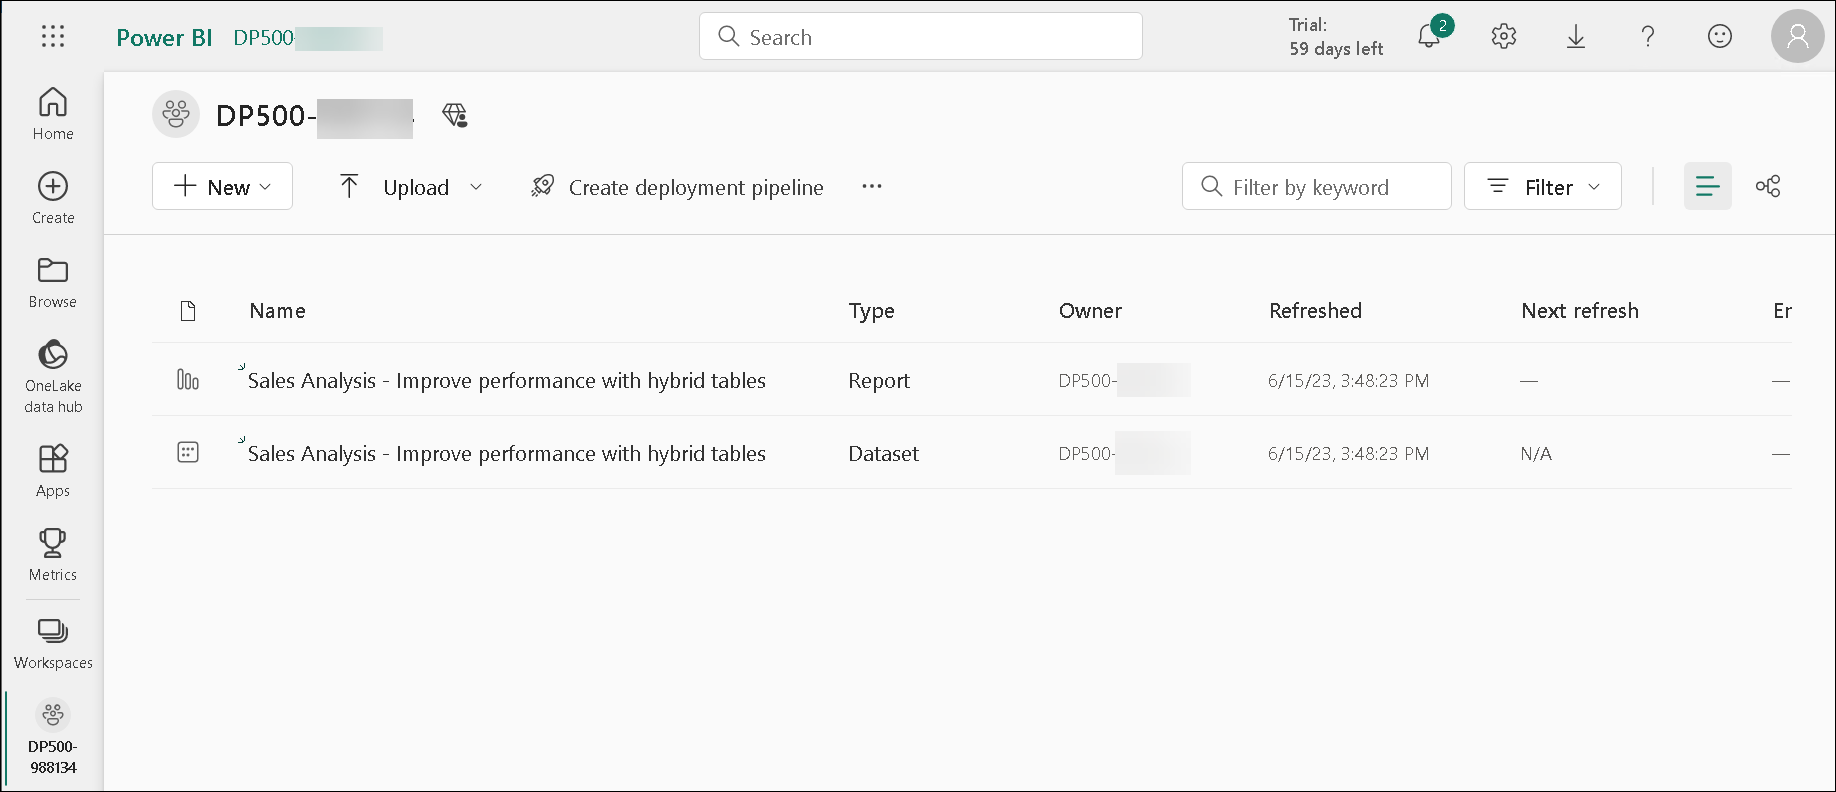 Power BI DP500-
Search
Trial:
59 days left
2
Home
Create
Browse
OneLake
data hub
Apps
Metrics
Workspaces
DP500-
988134
DP500-
New
Upload
Create deployment pipeline
Filter by keyword
Filter
Name Type Owner Refreshed Next refresh Er
Sales Analysis - Improve performance with hybrid tables Report DP500- 6/15/23, 3:48:23 PM — —
Sales Analysis - Improve performance with hybrid tables Dataset DP500- 6/15/23, 3:48:23 PM N/A —